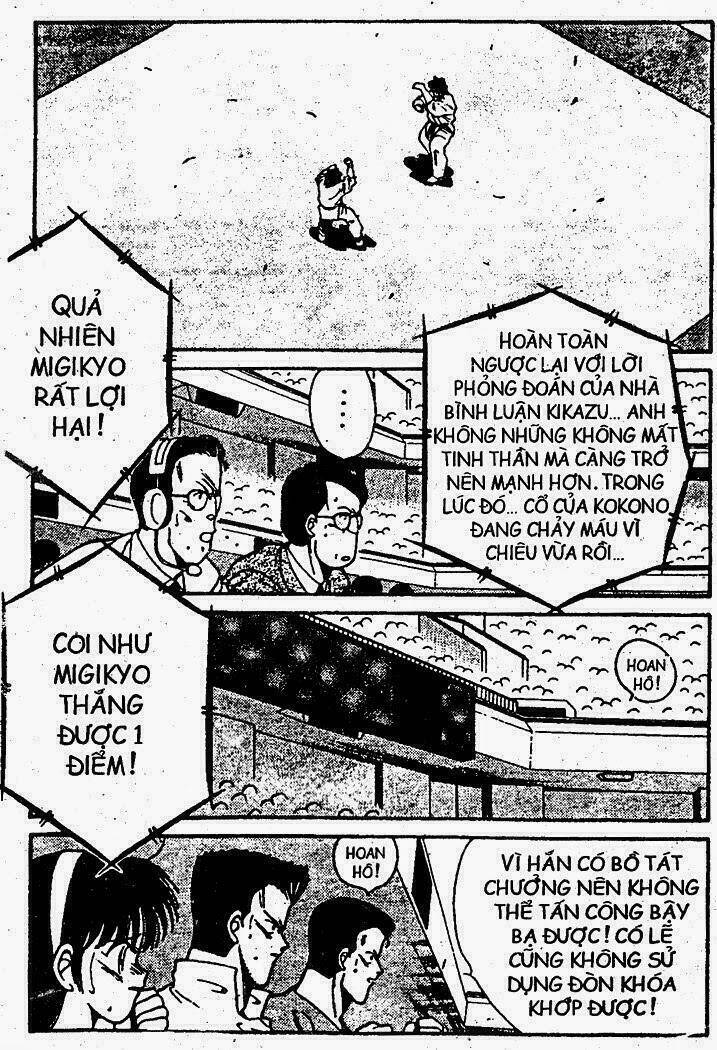 QUẢ
NHIÊN
MIGIKYO
RẤT LỢI
HẠI!
HOÀN TOÀN
NGƯỢC LẠI VỚI LỜI
PHỎNG ĐOÁN CỦA NHÀ
BÌNH LUẬN KIKAZU... ANH
KHÔNG NHỮNG KHÔNG MẤT
TINH THẦN MÀ CÀNG TRỞ
NÊN MẠNH HƠN. TRONG
LÚC ĐÓ... CỔ CỦA KOKONO
ĐANG CHẢY MÁU VÌ
CHIÊU VỪA RỒI...
...
CÓI NHƯ
MIGIKYO
THẮNG
ĐƯỢC 1
ĐIỂM!
HOAN
HÔ!
HOAN
HÔ!
VÌ HẮN CÓ BỒ TÁT
CHƯỞNG NÊN KHÔNG
THỂ TẤN CÔNG BẬY
BẠ ĐƯỢC! CÓ LẼ
CŨNG KHÔNG SỬ
DỤNG ĐÒN KHÓA
KHỚP ĐƯỢC!